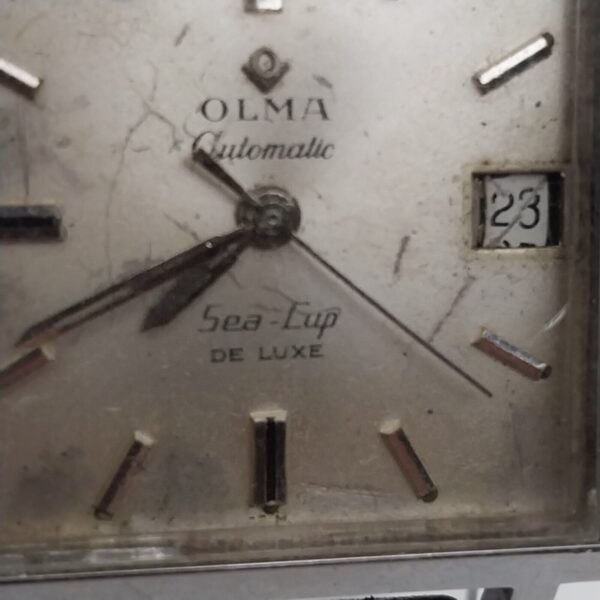 OLMA
Automatic
23
Sea-Cup
DE LUXE